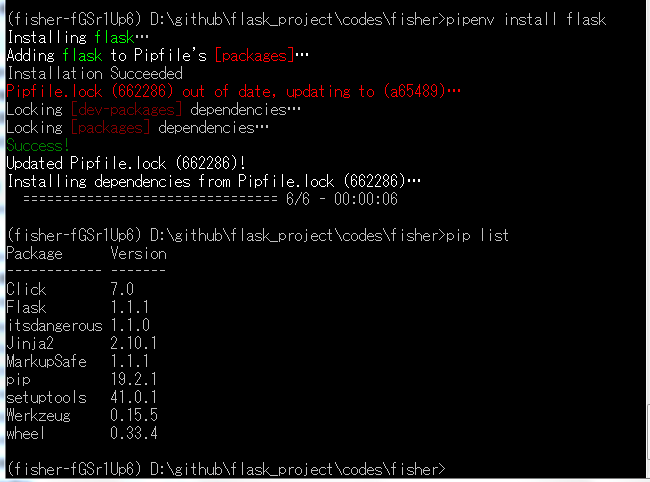 (fisher-fGSr1Up6) D:\github\flask_project\codes\fisher>pipenv install flask
Installing flask…
Adding flask to Pipfile's [packages]…
Installation Succeeded
Pipfile.lock (662286) out of date, updating to (a65489)…
Locking [dev-packages] dependencies…
Locking [packages] dependencies…
Success!
Updated Pipfile.lock (662286)!
Installing dependencies from Pipfile.lock (662286)…
  ================================ 6/6 - 00:00:06
(fisher-fGSr1Up6) D:\github\flask_project\codes\fisher>pip list
Package      Version
------------ -------
Click        7.0
Flask        1.1.1
itsdangerous 1.1.0
Jinja2       2.10.1
MarkupSafe   1.1.1
pip          19.2.1
setuptools   41.0.1
Werkzeug     0.15.5
wheel        0.33.4
(fisher-fGSr1Up6) D:\github\flask_project\codes\fisher>